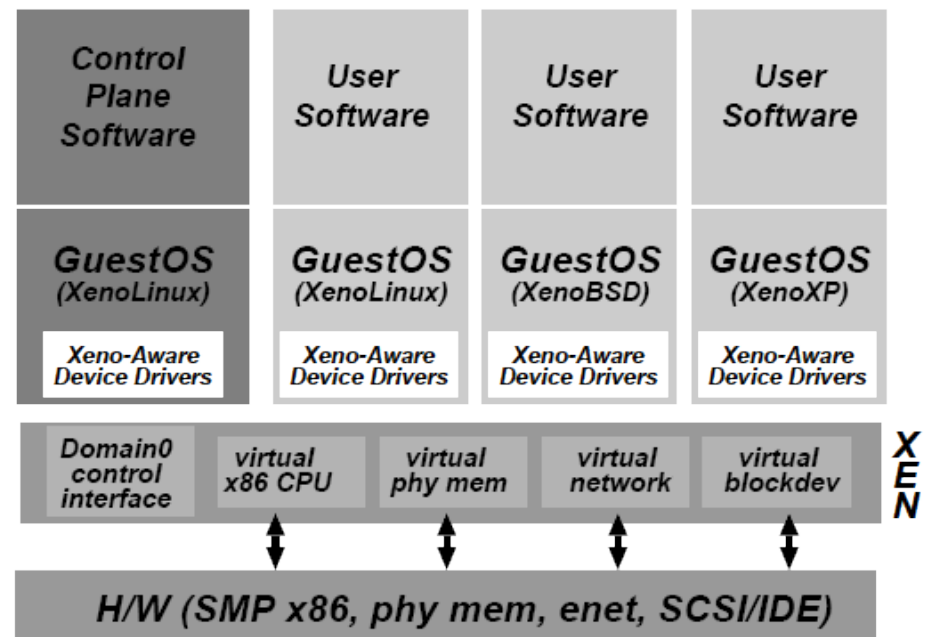 Control
Plane
Software
User
Software
User
Software
User
Software
GuestOS
(XenoLinux)
Xeno-Aware
Device Drivers
GuestOS
(XenoLinux)
Xeno-Aware
Device Drivers
GuestOS
(XenoBSD)
Xeno-Aware
Device Drivers
GuestOS
(XenoXP)
Xeno-Aware
Device Drivers
Domain0
control
interface
virtual
x86 CPU
virtual
phy mem
virtual
network
virtual
blockdev
X
E
N
H/W (SMP x86, phy mem, enet, SCSI/IDE)